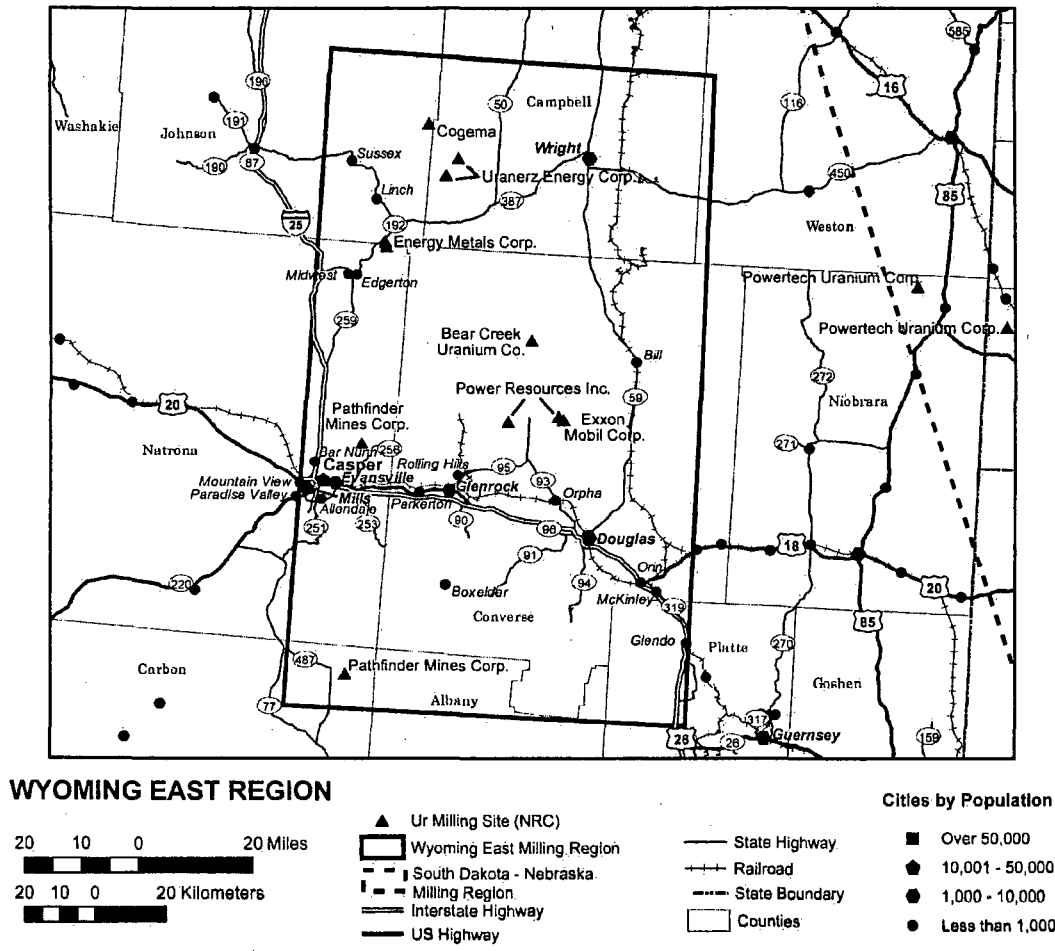 585
16
196
50
Campbell
116
Washakie
191
Johnson
Cogema
190
87
Sussex
Wright
450
Uranerz Energy Corp.
85
Linch
387
25
192
Weston
Energy Metals Corp.
Midwest
Edgerton
Powertech Uranium Corp.
259
Powertech Uranium Corp.
Bear Creek
Uranium Co.
Bill
272
Power Resources Inc.
59
Niobrara
20
Pathfinder
Mines Corp.
Exxon
Mobil Corp.
271
Natrona
256
Bar Nunn
Casper
Rolling Hills
95
Mountain View
Evansville
93
Paradise Valley
Mills
Glenrock
Orpha
Allendale
Parkerton
251
253
90
96
Douglas
18
91
Orin
220
94
20
Boxelder
McKinley
319
Converse
85
Glendo
270
Platte
487
Carbon
Pathfinder Mines Corp.
Goshen
Albany
77
317
26
26
Guernsey
159
WYOMING EAST REGION
20 10 0 20 Miles
20 10 0 20 Kilometers
Ur Milling Site (NRC)
Wyoming East Milling Region
South Dakota - Nebraska
Milling Region
Interstate Highway
US Highway
State Highway
Railroad
State Boundary
Counties
Cities by Population
Over 50,000
10,001 - 50,000
1,000 - 10,000
Less than 1,000